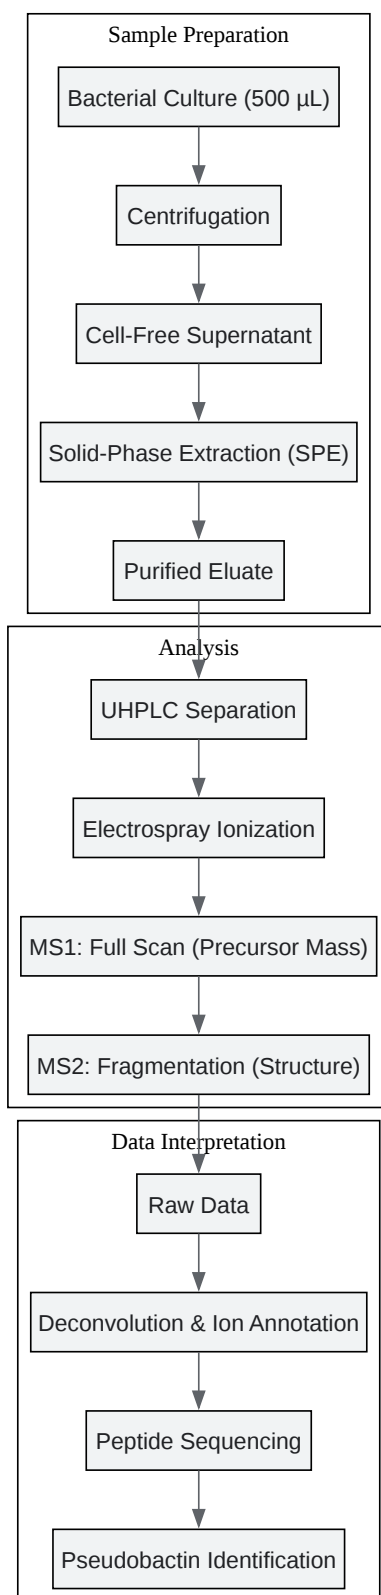 Sample Preparation
Bacterial Culture (500 µL)
Centrifugation
Cell-Free Supernatant
Solid-Phase Extraction (SPE)
Purified Eluate
Analysis
UHPLC Separation
Electrospray Ionization
MS1: Full Scan (Precursor Mass)
MS2: Fragmentation (Structure)
Data Interpretation
Raw Data
Deconvolution & Ion Annotation
Peptide Sequencing
Pseudobactin Identification